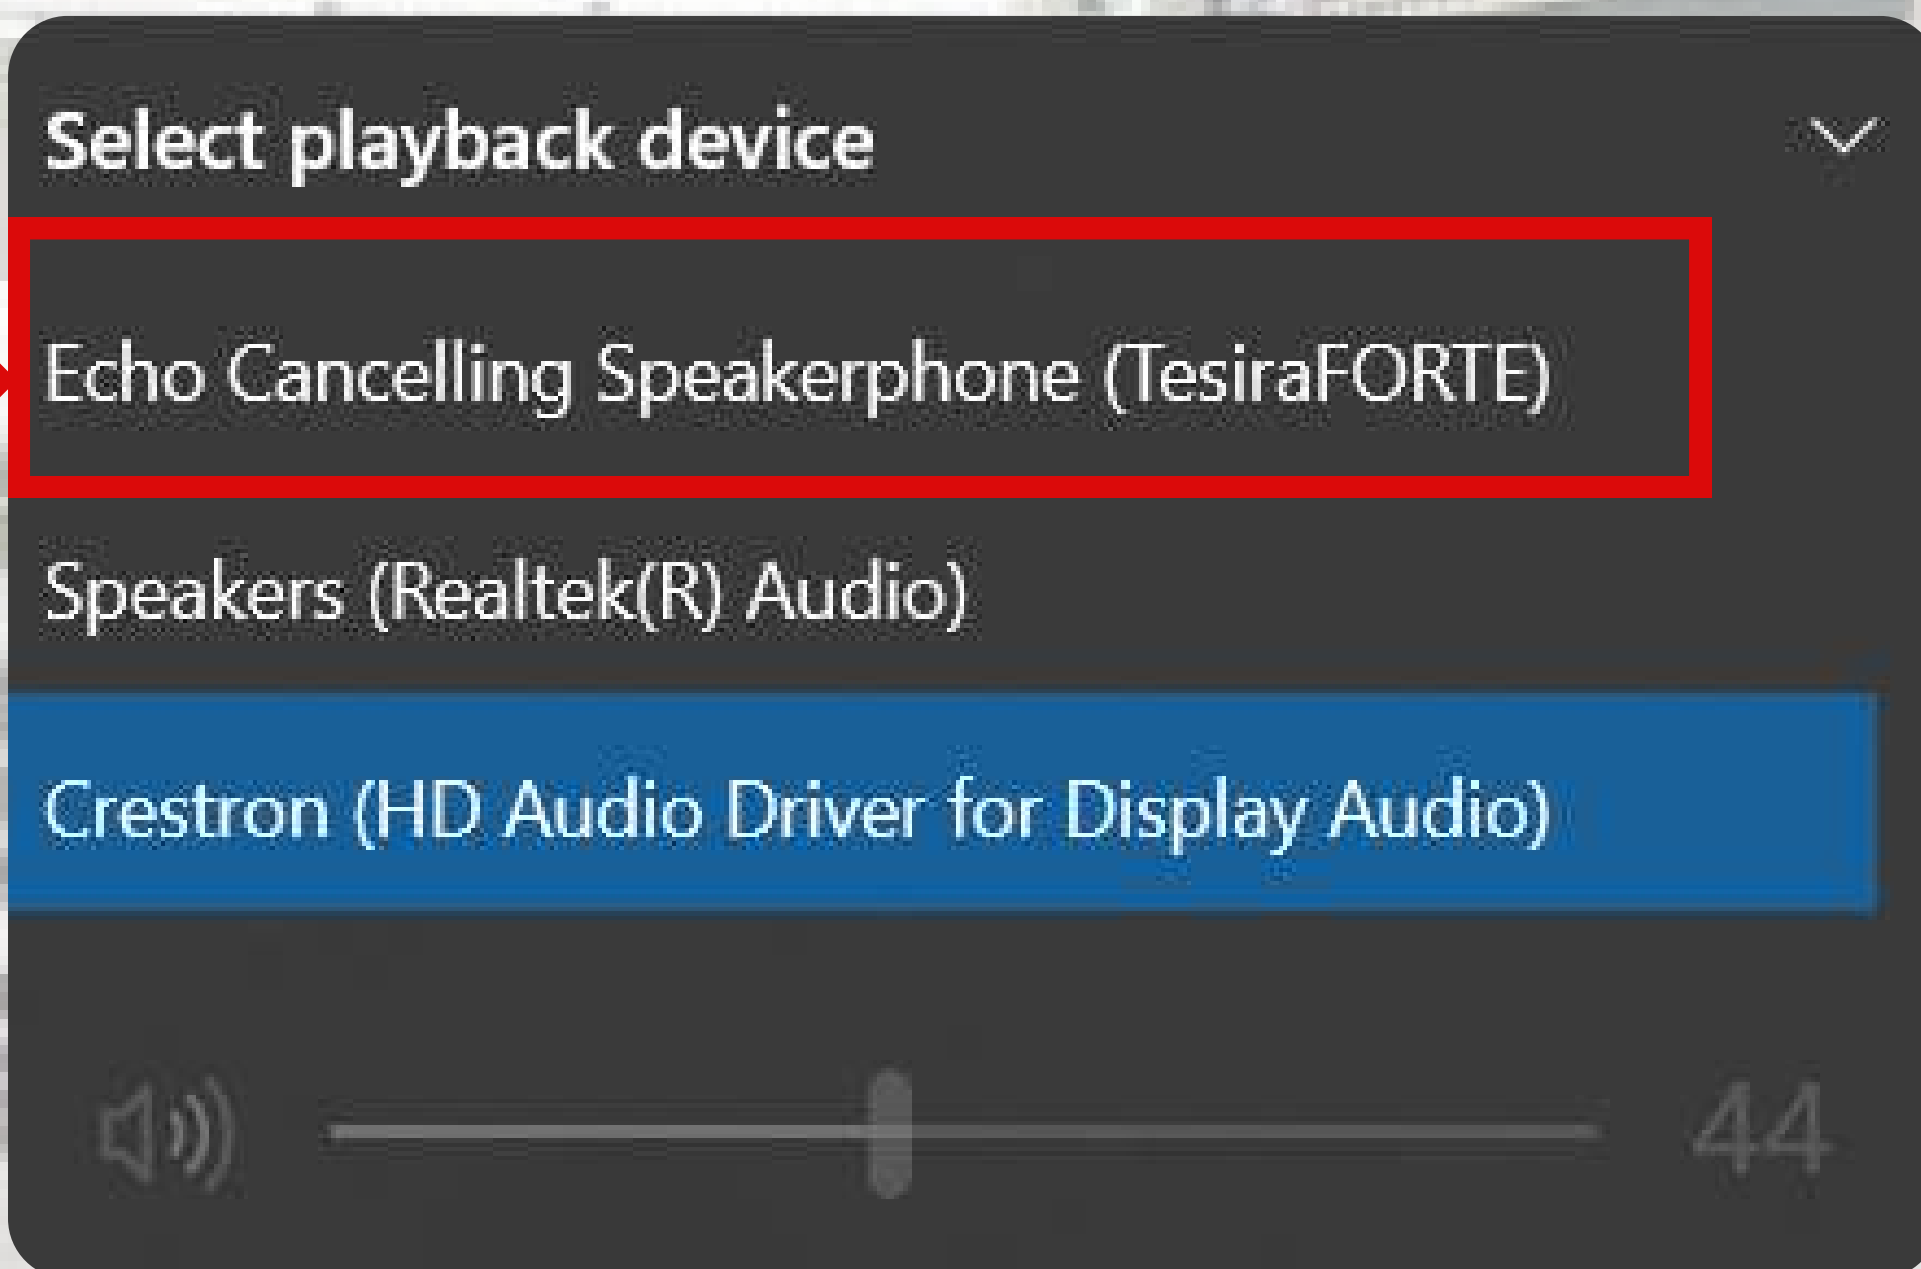 Select playback device
Echo Cancelling Speakerphone (TesiraFORTE)
Speakers (Realtek(R) Audio)
Crestron (HD Audio Driver for Display Audio)
44